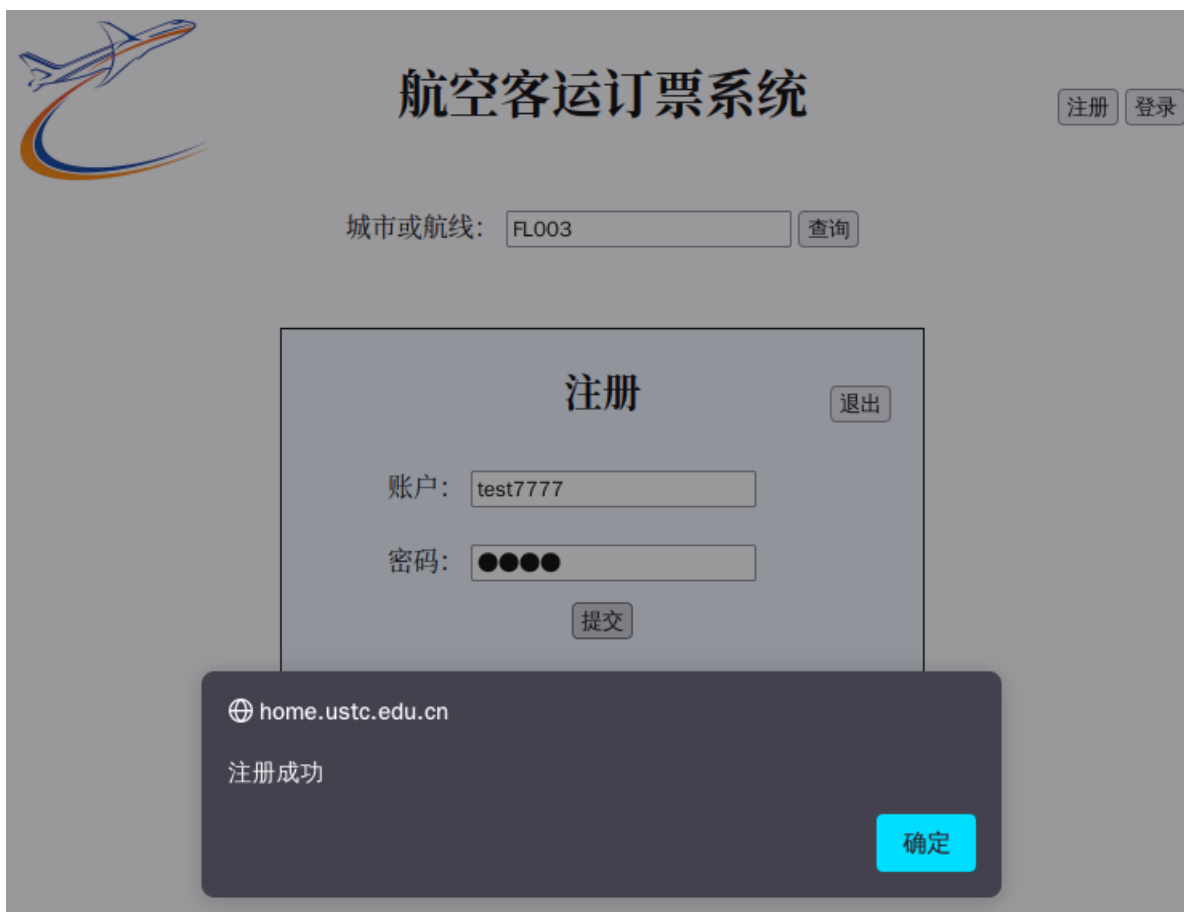 航空客运订票系统
注册 登录
城市或航线： FL003 查询
注册
退出
账户： test7777
密码： ●●●●
提交
home.ustc.edu.cn
注册成功
确定